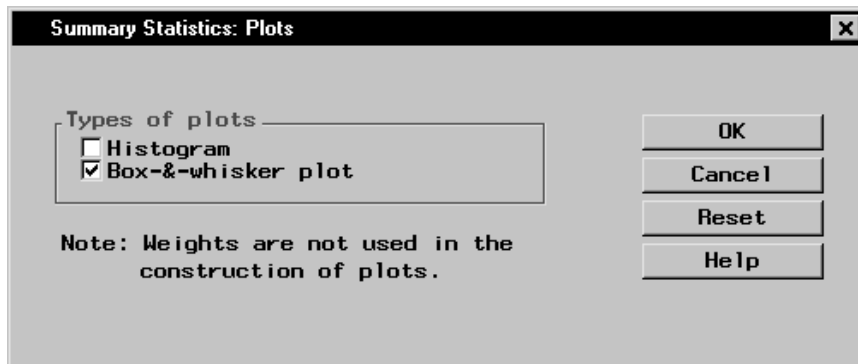 Summary Statistics: Plots
Types of plots
Histogram
Box-&-whisker plot
Note: Weights are not used in the
construction of plots.
OK
Cancel
Reset
Help